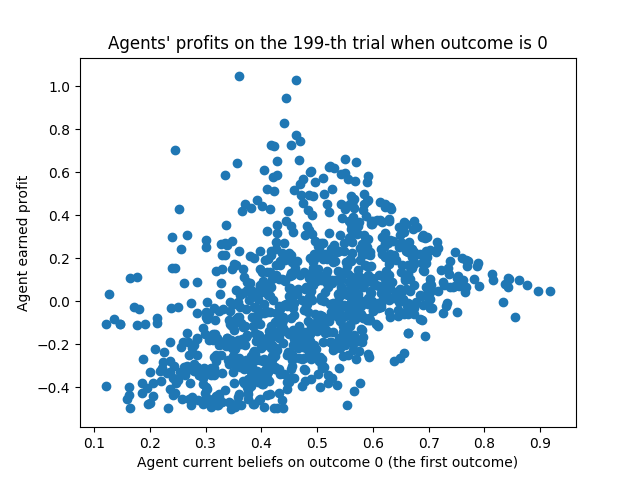 Agents' profits on the 199-th trial when outcome is 0
1.0
0.8
0.6
0.4
0.2
0.0
−0.2
−0.4
Agent earned profit
0.1 0.2 0.3 0.4 0.5 0.6 0.7 0.8 0.9
Agent current beliefs on outcome 0 (the first outcome)